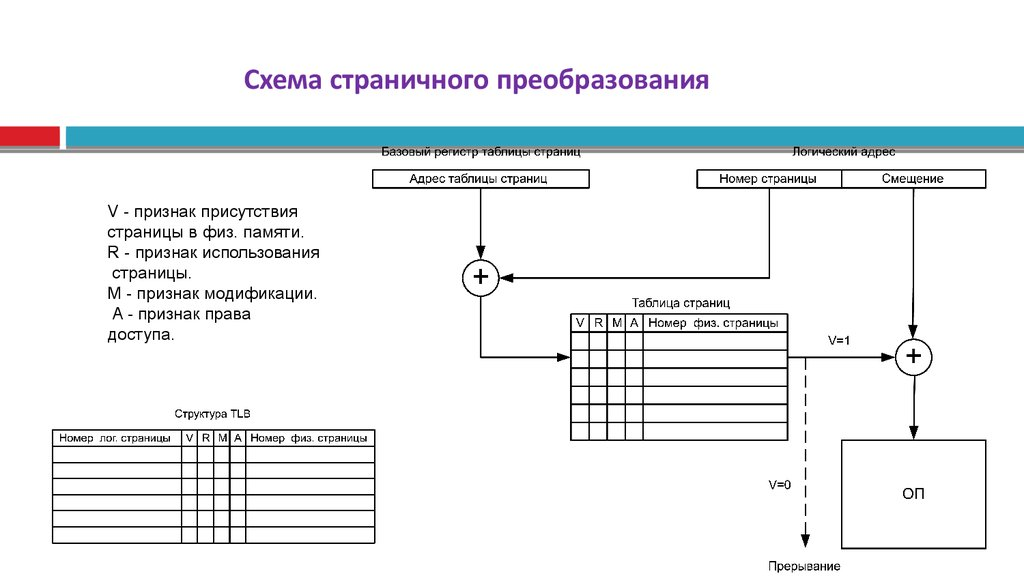 Схема страничного преобразования
Базовый регистр таблицы страниц
Логический адрес
Адрес таблицы страниц
Номер страницы
Смещение
V - признак присутствия
страницы в физ. памяти.
R - признак использования
страницы.
M - признак модификации.
A - признак права
доступа.
+
Таблица страниц
V R M A Номер физ. страницы
V=1
+
Структура TLB
Номер лог. страницы V R M A Номер физ. страницы
V=0
ОП
Прерывание